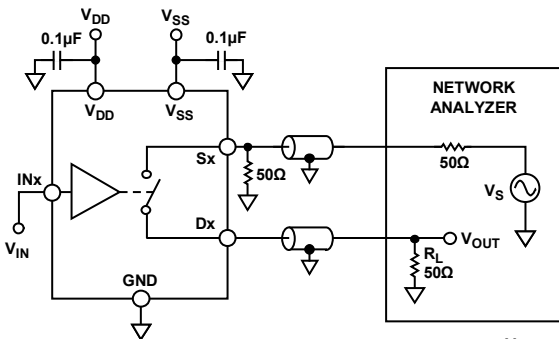 VDD
VSS
0.1µF
0.1µF
VDD
VSS
NETWORK
ANALYZER
Sx
50Ω
50Ω
INx
VS
Dx
VOUT
VIN
RL
50Ω
GND